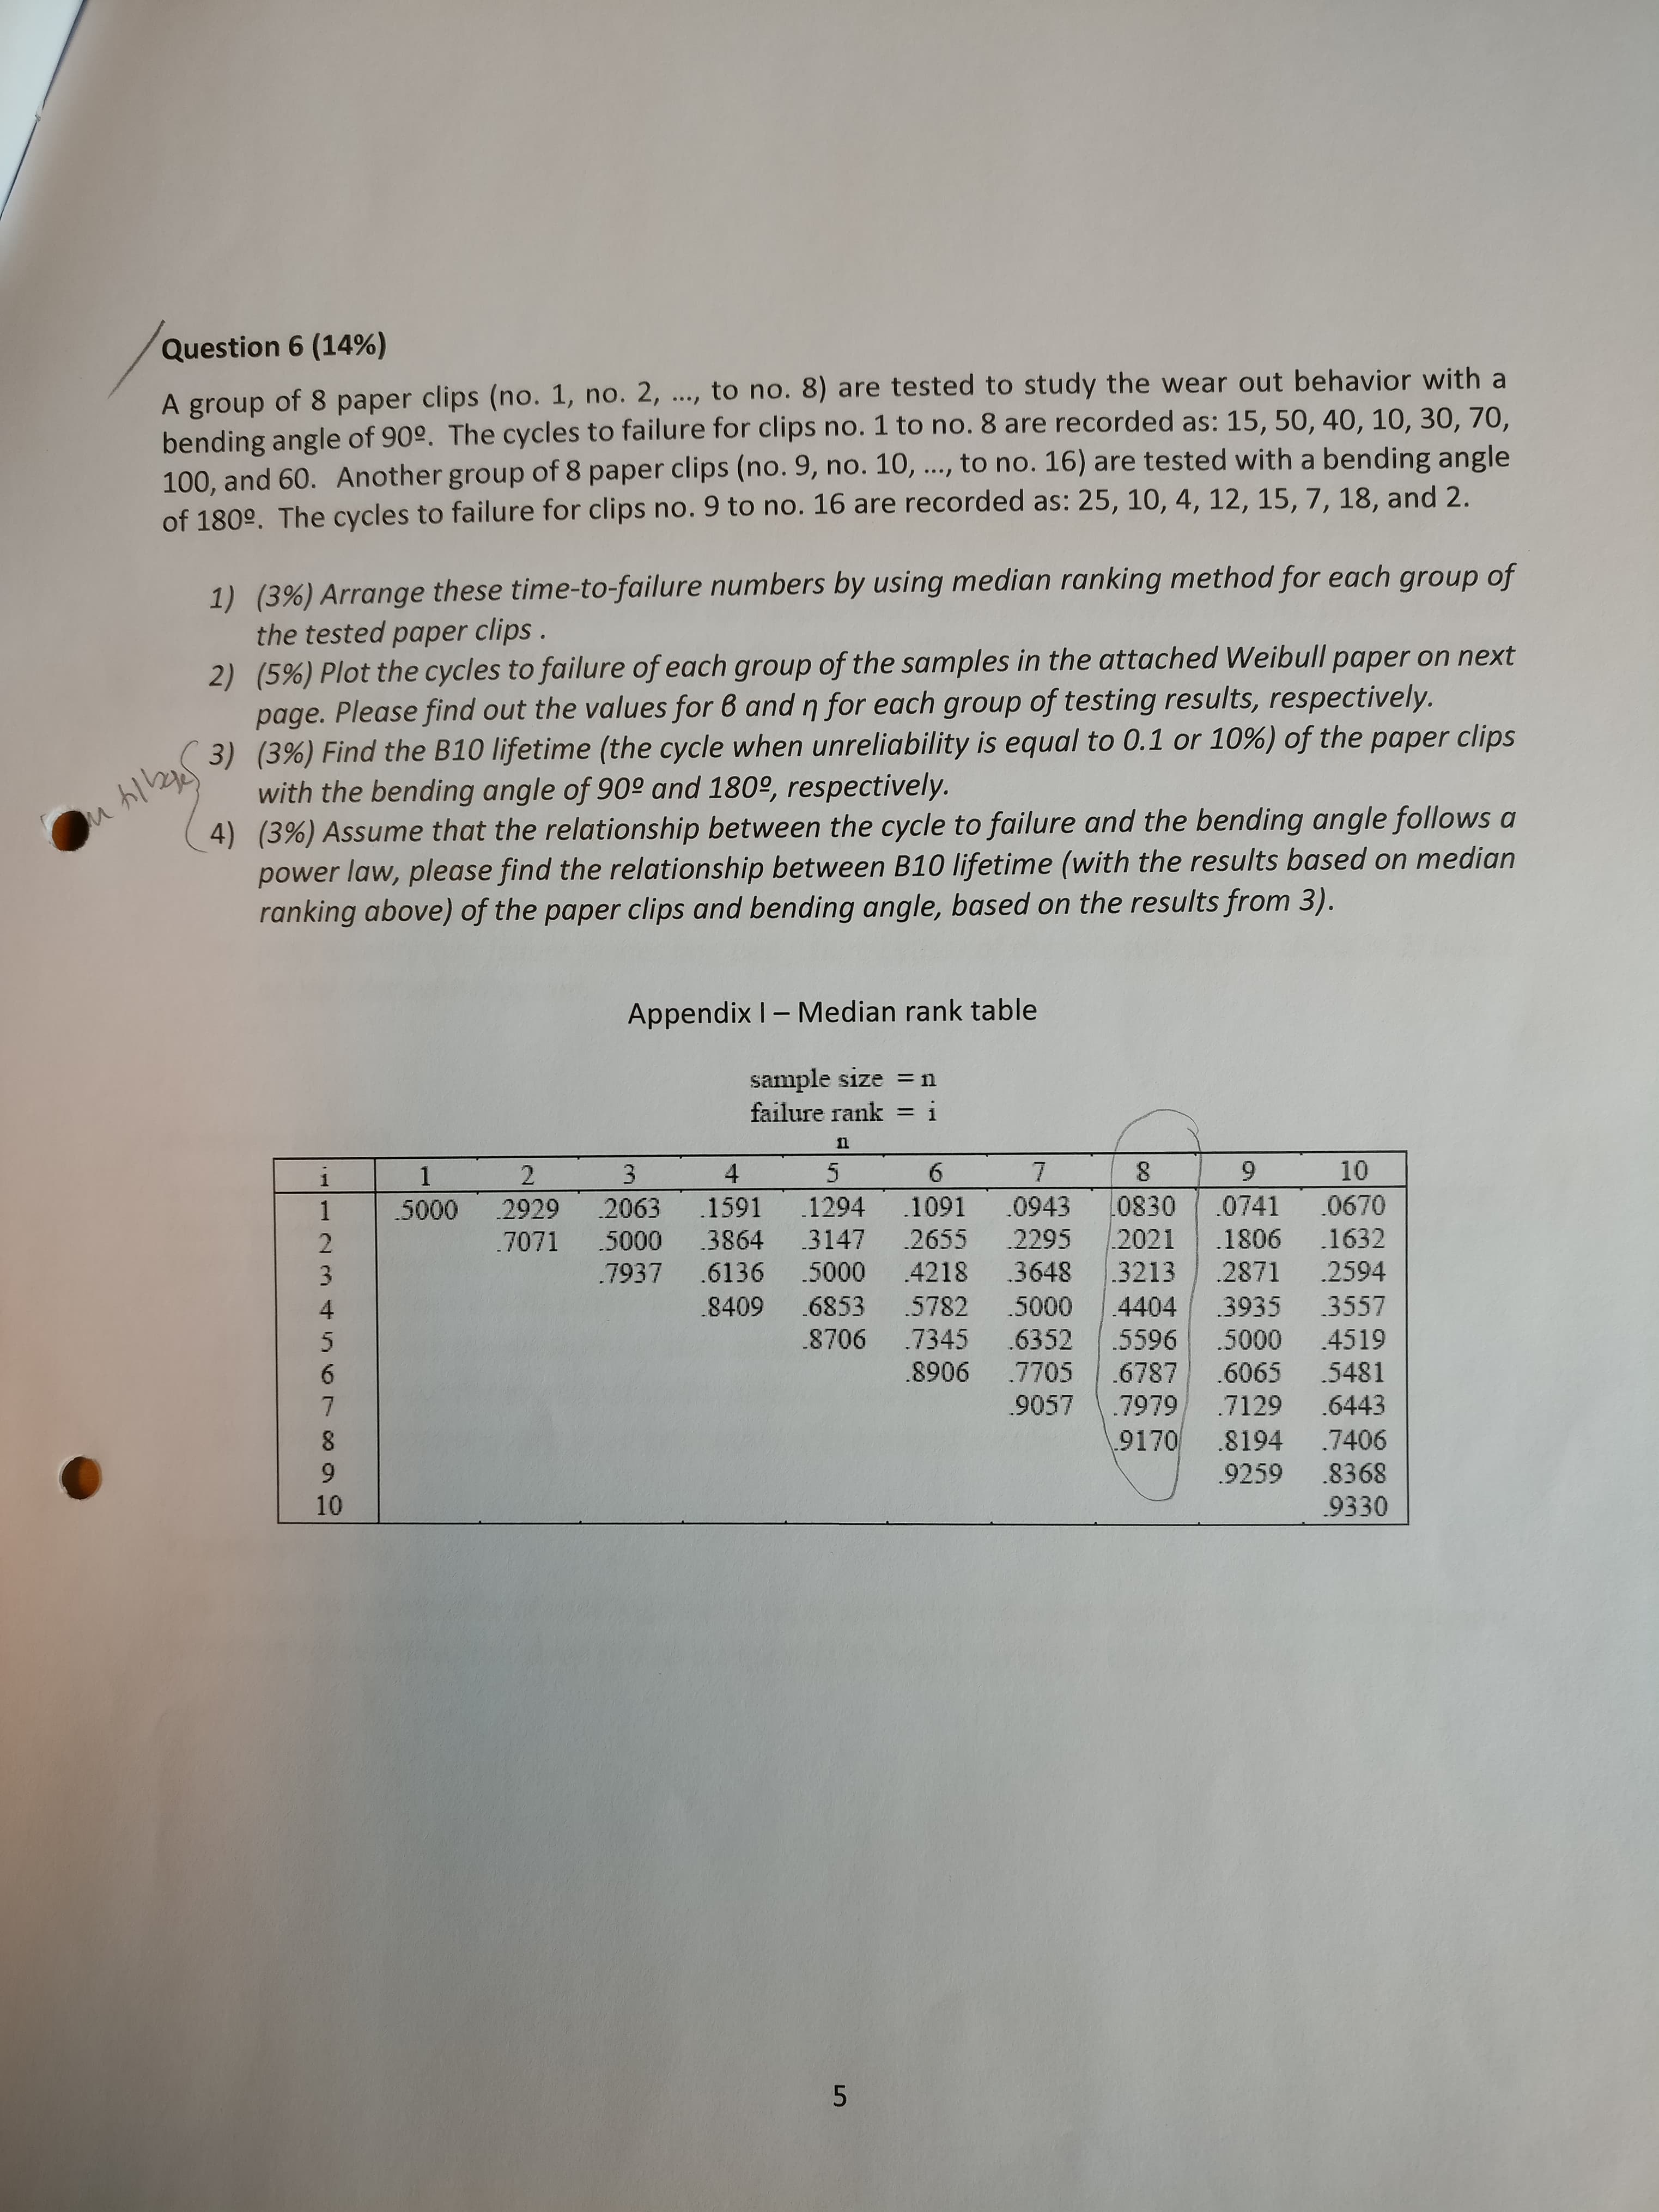 Question 6 (14%)
A group of 8 paper clips (no. 1, no. 2, ..., to no. 8) are tested to study the wear out behavior with a
bending angle of 90º. The cycles to failure for clips no. 1 to no. 8 are recorded as: 15, 50, 40, 10, 30, 70,
100, and 60. Another group of 8 paper clips (no. 9, no. 10, ..., to no. 16) are tested with a bending angle
of 180º. The cycles to failure for clips no. 9 to no. 16 are recorded as: 25, 10, 4, 12, 15, 7, 18, and 2.
1) (3%) Arrange these time-to-failure numbers by using median ranking method for each group of
the tested paper clips .
2) (5%) Plot the cycles to failure of each group of the samples in the attached Weibull paper on next
page. Please find out the values for β and η for each group of testing results, respectively.
3) (3%) Find the B10 lifetime (the cycle when unreliability is equal to 0.1 or 10%) of the paper clips
with the bending angle of 90º and 180º, respectively.
4) (3%) Assume that the relationship between the cycle to failure and the bending angle follows a
power law, please find the relationship between B10 lifetime (with the results based on median
ranking above) of the paper clips and bending angle, based on the results from 3).
Appendix I – Median rank table
sample size = n
failure rank = i
n
i 1 2 3 4 5 6 7 8 9 10
1 .5000 .2929 .2063 .1591 .1294 .1091 .0943 .0830 .0741 .0670
2 .7071 .5000 .3864 .3147 .2655 .2295 .2021 .1806 .1632
3 .7937 .6136 .5000 .4218 .3648 .3213 .2871 .2594
4 .8409 .6853 .5782 .5000 .4404 .3935 .3557
5 .8706 .7345 .6352 .5596 .5000 .4519
6 .8906 .7705 .6787 .6065 .5481
7 .9057 .7979 .7129 .6443
8 .9170 .8194 .7406
9 .9259 .8368
10 .9330
5